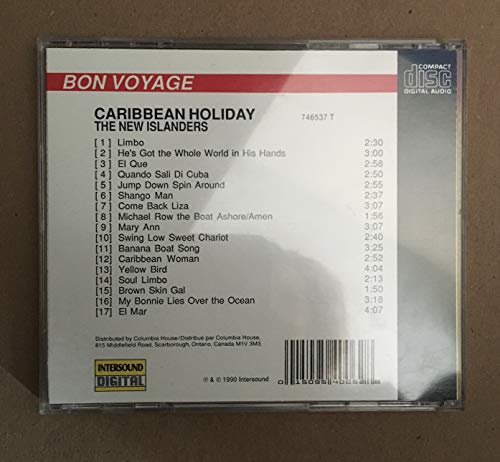 BON VOYAGE
COMPACT
disc
DIGITAL AUDIO
CARIBBEAN HOLIDAY
746537 T
THE NEW ISLANDERS
[ 1 ] Limbo 2:30
[ 2 ] He's Got the Whole World in His Hands 3:00
[ 3 ] El Que 2:58
[ 4 ] Quando Sali Di Cuba 2:50
[ 5 ] Jump Down Spin Around 2:55
[ 6 ] Shango Man 2:37
[ 7 ] Come Back Liza 3:07
[ 8 ] Michael Row the Boat Ashore/Amen 1:56
[ 9 ] Mary Ann 3:07
[10] Swing Low Sweet Chariot 2:40
[11] Banana Boat Song 3:25
[12] Caribbean Woman 2:52
[13] Yellow Bird 4:04
[14] Soul Limbo 2:13
[15] Brown Skin Gal 1:50
[16] My Bonnie Lies Over the Ocean 3:18
[17] El Mar 4:07
Distributed by Columbia House/Distribue par Columbia House,
815 Middlefield Road, Scarborough, Ontario, Canada M1V 3M3.
INTERSOUND
DIGITAL
℗ & © 1990 Intersound